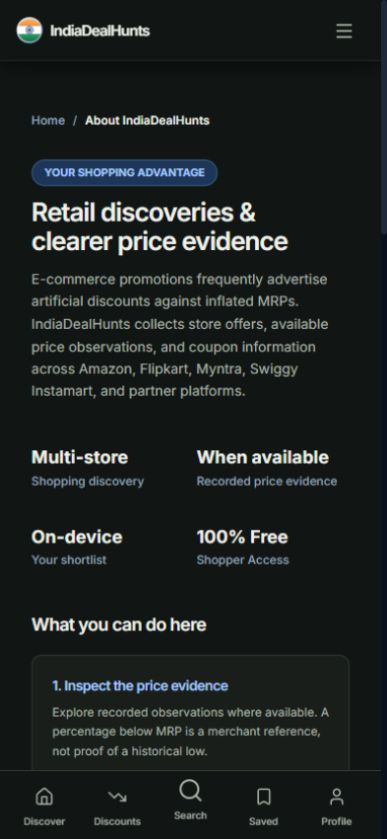 IndiaDealHunts
Home / About IndiaDealHunts
YOUR SHOPPING ADVANTAGE
Retail discoveries &
clearer price evidence
E-commerce promotions frequently advertise
artificial discounts against inflated MRPs.
IndiaDealHunts collects store offers, available
price observations, and coupon information
across Amazon, Flipkart, Myntra, Swiggy
Instamart, and partner platforms.
Multi-store
Shopping discovery
When available
Recorded price evidence
On-device
Your shortlist
100% Free
Shopper Access
What you can do here
1. Inspect the price evidence
Explore recorded observations where available. A
percentage below MRP is a merchant reference,
not proof of a historical low.
Discover
Discounts
Search
Saved
Profile